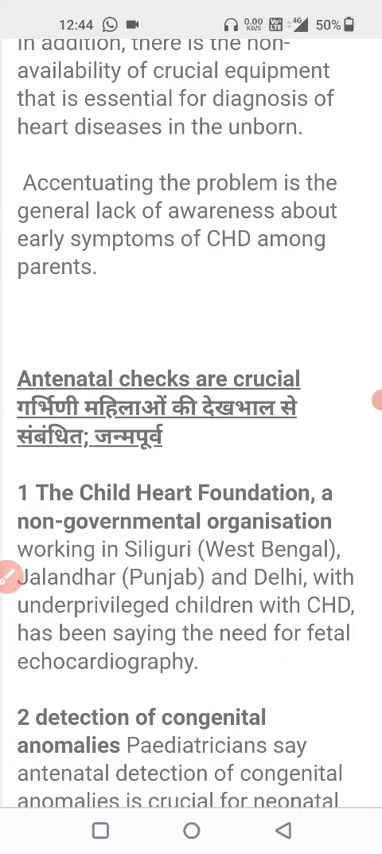 12:44
0.00 KB/S VoLTE 4G 50%
In addition, there is the non-
availability of crucial equipment
that is essential for diagnosis of
heart diseases in the unborn.
Accentuating the problem is the
general lack of awareness about
early symptoms of CHD among
parents.
Antenatal checks are crucial
गर्भिणी महिलाओं की देखभाल से
संबंधित; जन्मपूर्व
1 The Child Heart Foundation, a
non-governmental organisation
working in Siliguri (West Bengal),
Jalandhar (Punjab) and Delhi, with
underprivileged children with CHD,
has been saying the need for fetal
echocardiography.
2 detection of congenital
anomalies Paediatricians say
antenatal detection of congenital
anomalies is crucial for neonatal